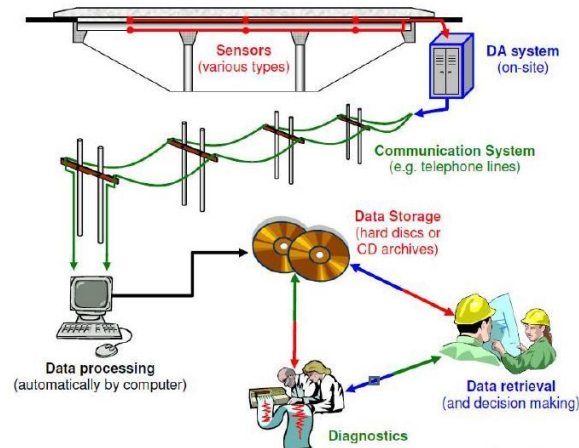 Sensors
(various types)
DA system
(on-site)
Communication System
(e.g. telephone lines)
Data Storage
(hard discs or
CD archives)
Data processing
(automatically by computer)
Data retrieval
(and decision making)
Diagnostics